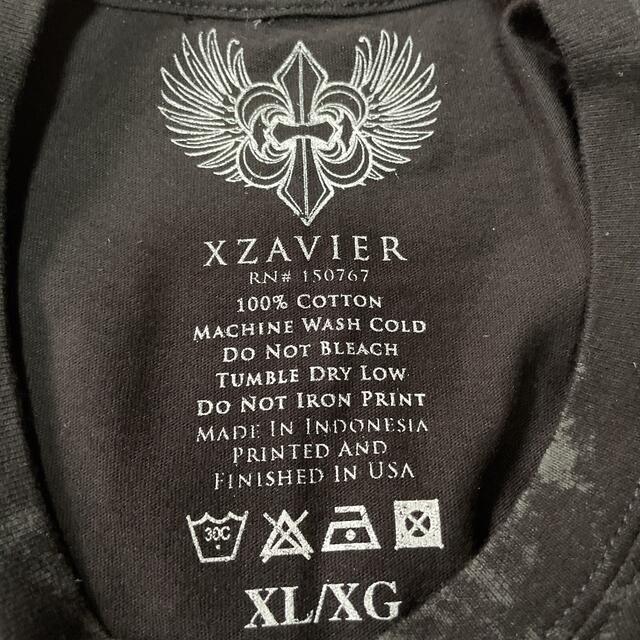 XZAVIER
RN# 150767
100% COTTON
MACHINE WASH COLD
DO NOT BLEACH
TUMBLE DRY LOW
DO NOT IRON PRINT
MADE IN INDONESIA
PRINTED AND
FINISHED IN USA
30C
XL/XG